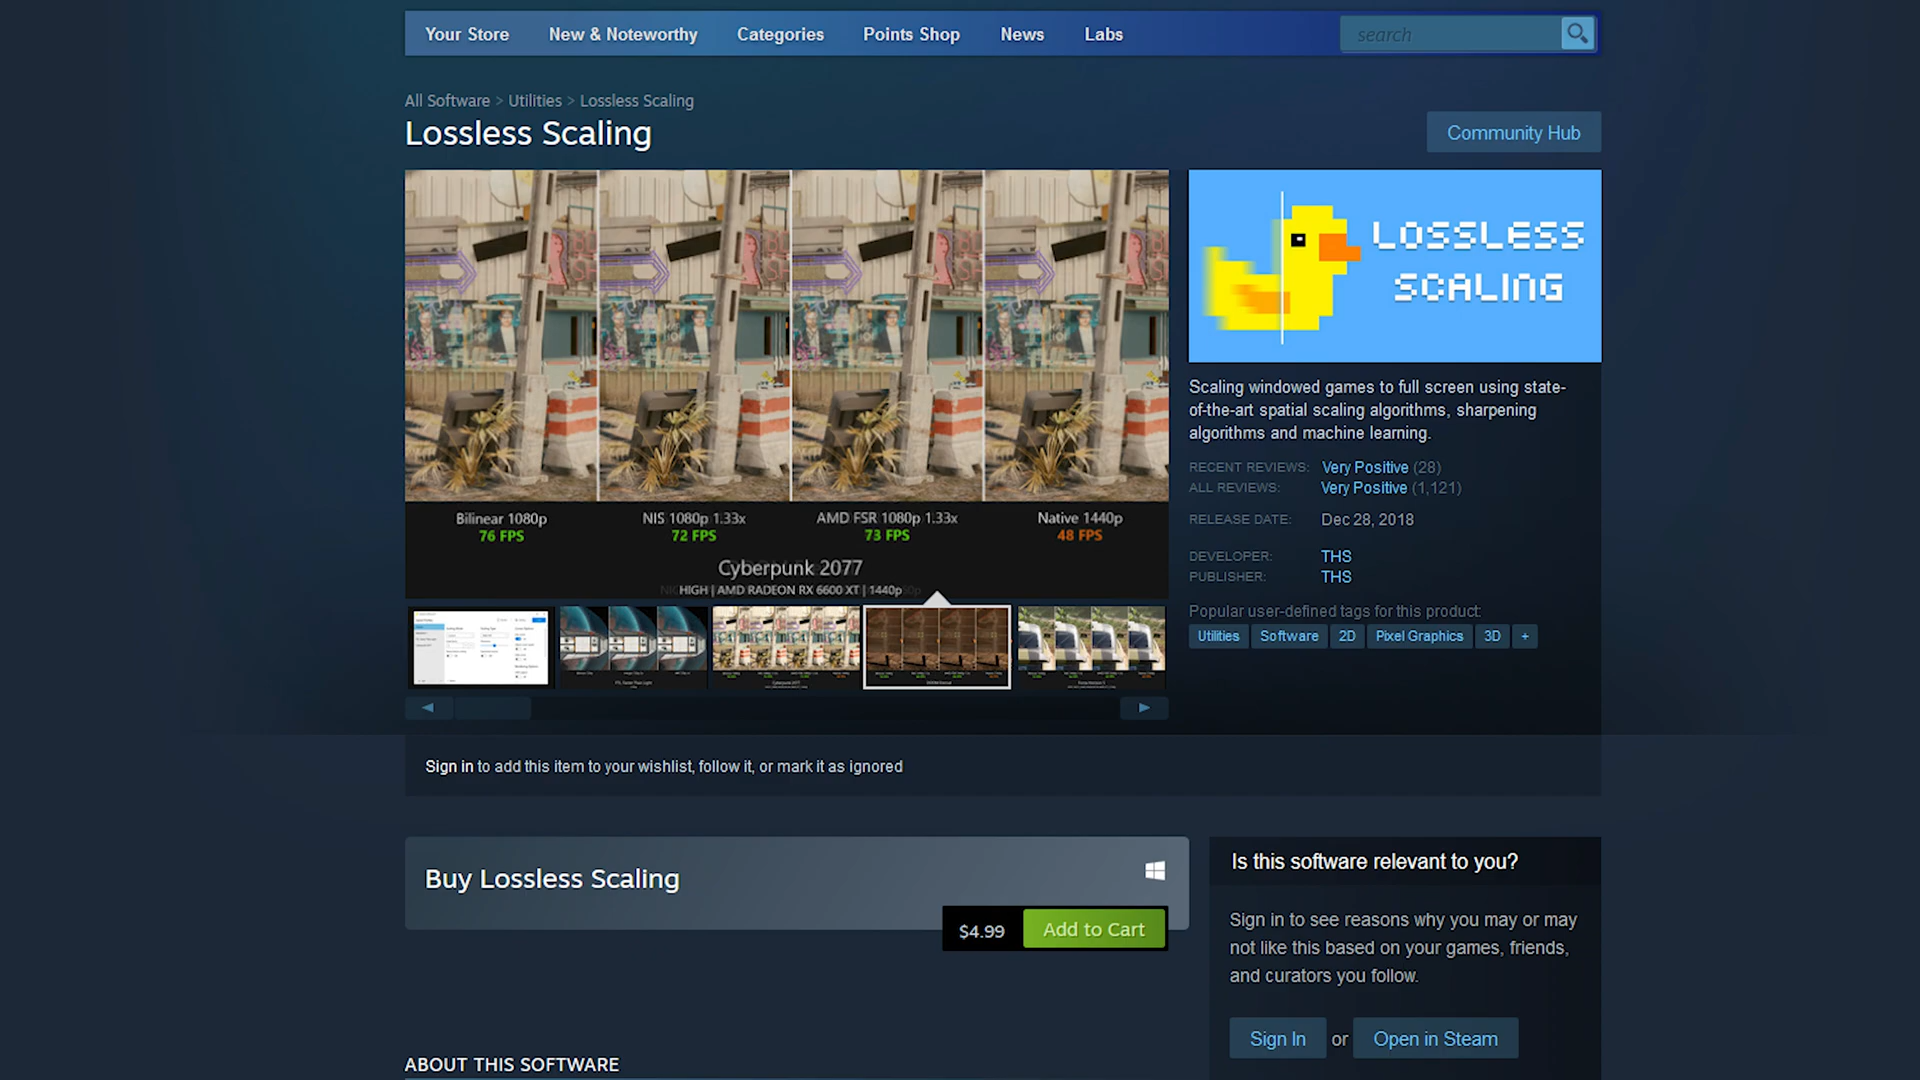 Your Store
New & Noteworthy
Categories
Points Shop
News
Labs
search
All Software > Utilities > Lossless Scaling
Lossless Scaling
Community Hub
Bilinear 1080p
76 FPS
NIS 1080p 1.33x
72 FPS
AMD FSR 1080p 1.33x
73 FPS
Native 1440p
48 FPS
Cyberpunk 2077
HIGH | AMD RADEON RX 6600 XT | 1440p
LOSSLESS
SCALING
Scaling windowed games to full screen using state-
of-the-art spatial scaling algorithms, sharpening
algorithms and machine learning.
RECENT REVIEWS: Very Positive (28)
ALL REVIEWS: Very Positive (1,121)
RELEASE DATE: Dec 28, 2018
DEVELOPER: THS
PUBLISHER: THS
Popular user-defined tags for this product:
Utilities
Software
2D
Pixel Graphics
3D
+
Sign in to add this item to your wishlist, follow it, or mark it as ignored
Buy Lossless Scaling
$4.99
Add to Cart
Is this software relevant to you?
Sign in to see reasons why you may or may
not like this based on your games, friends,
and curators you follow.
Sign In or Open in Steam
ABOUT THIS SOFTWARE